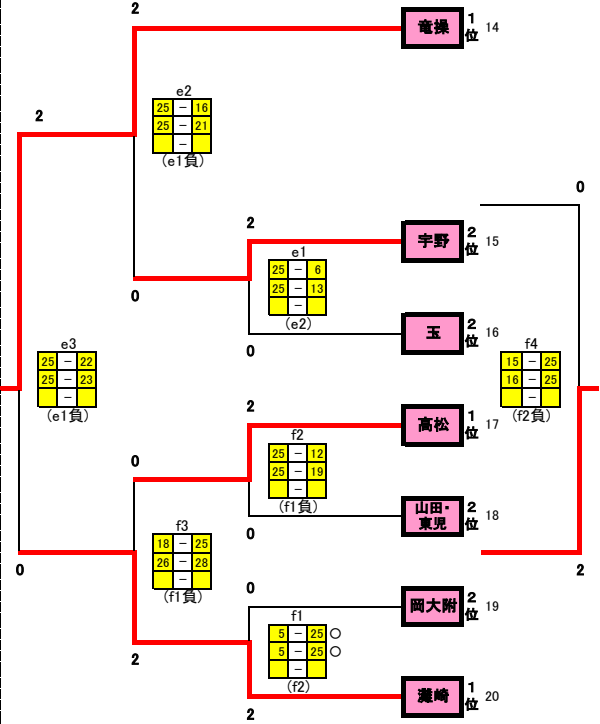 2
竜操 1位 14
e2
25 － 16
25 － 21
－
(e1負)
2
0
2
宇野 2位 15
e1
25 － 6
25 － 13
－
(e2)
0
0
玉 2位 16
e3
25 － 22
25 － 23
－
(e1負)
f4
15 － 25
16 － 25
－
(f2負)
2
高松 1位 17
f2
25 － 12
25 － 19
－
(f1負)
0
0
山田・東児 2位 18
f3
18 － 25
26 － 28
－
(f1負)
0
2
0
岡大附 2位 19
f1
5 － 25 ○
5 － 25 ○
－
(f2)
2
灘崎 1位 20
2